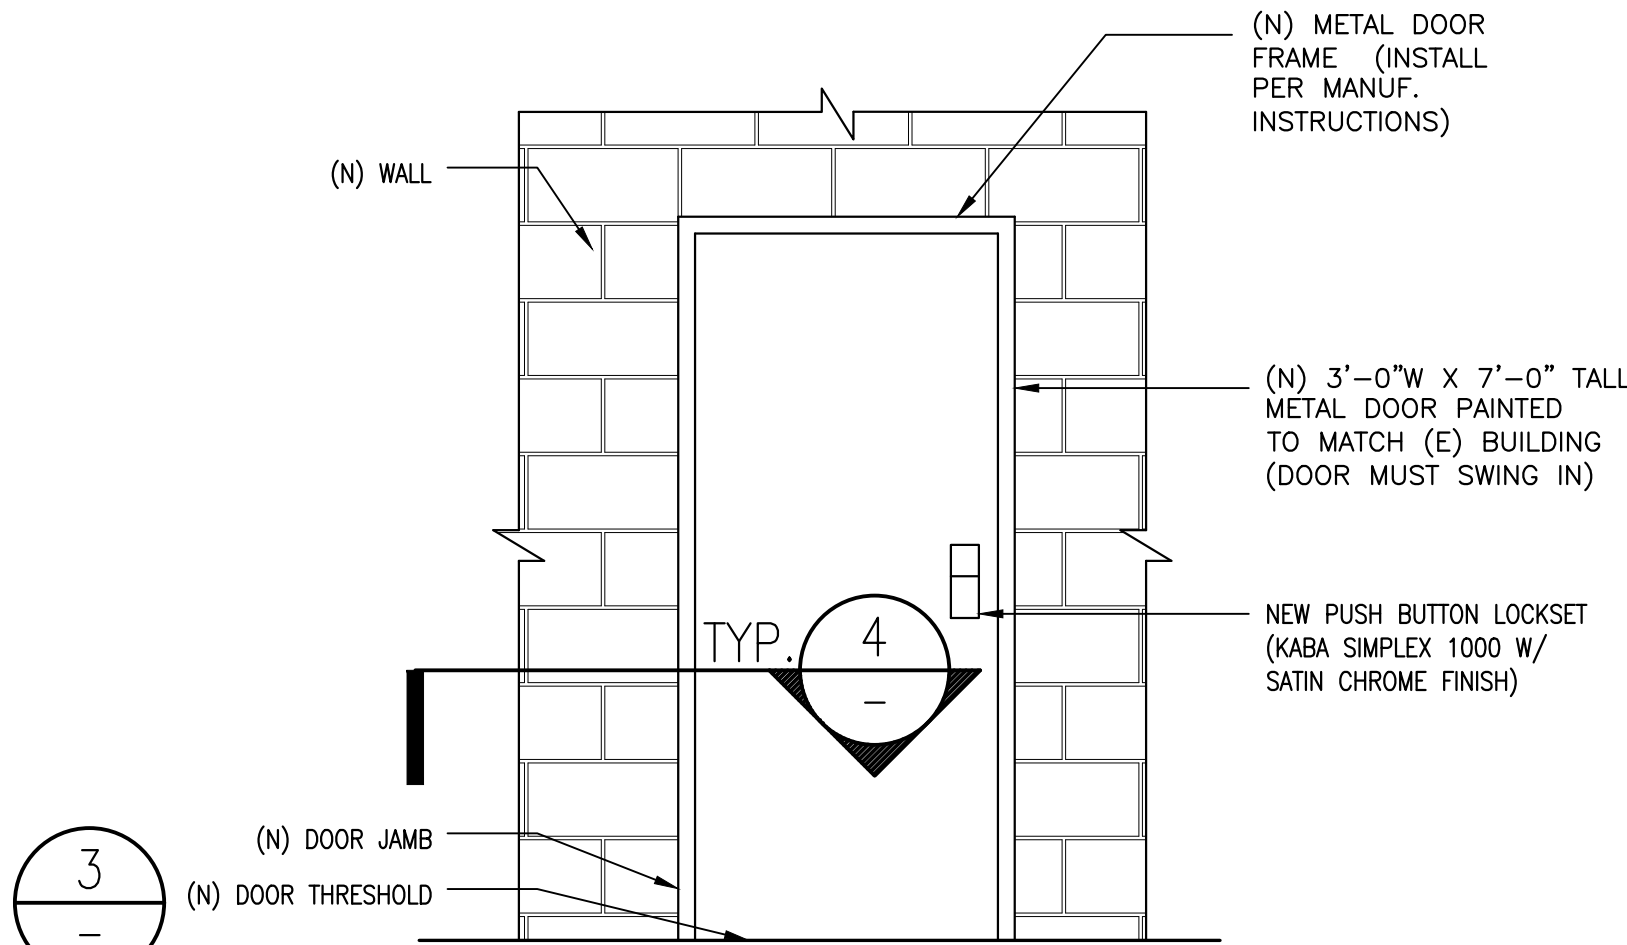 (N) METAL DOOR
FRAME (INSTALL
PER MANUF.
INSTRUCTIONS)
(N) WALL
(N) 3'-0"W X 7'-0" TALL
METAL DOOR PAINTED
TO MATCH (E) BUILDING
(DOOR MUST SWING IN)
NEW PUSH BUTTON LOCKSET
(KABA SIMPLEX 1000 W/
SATIN CHROME FINISH)
TYP.
4
-
(N) DOOR JAMB
(N) DOOR THRESHOLD
3
-